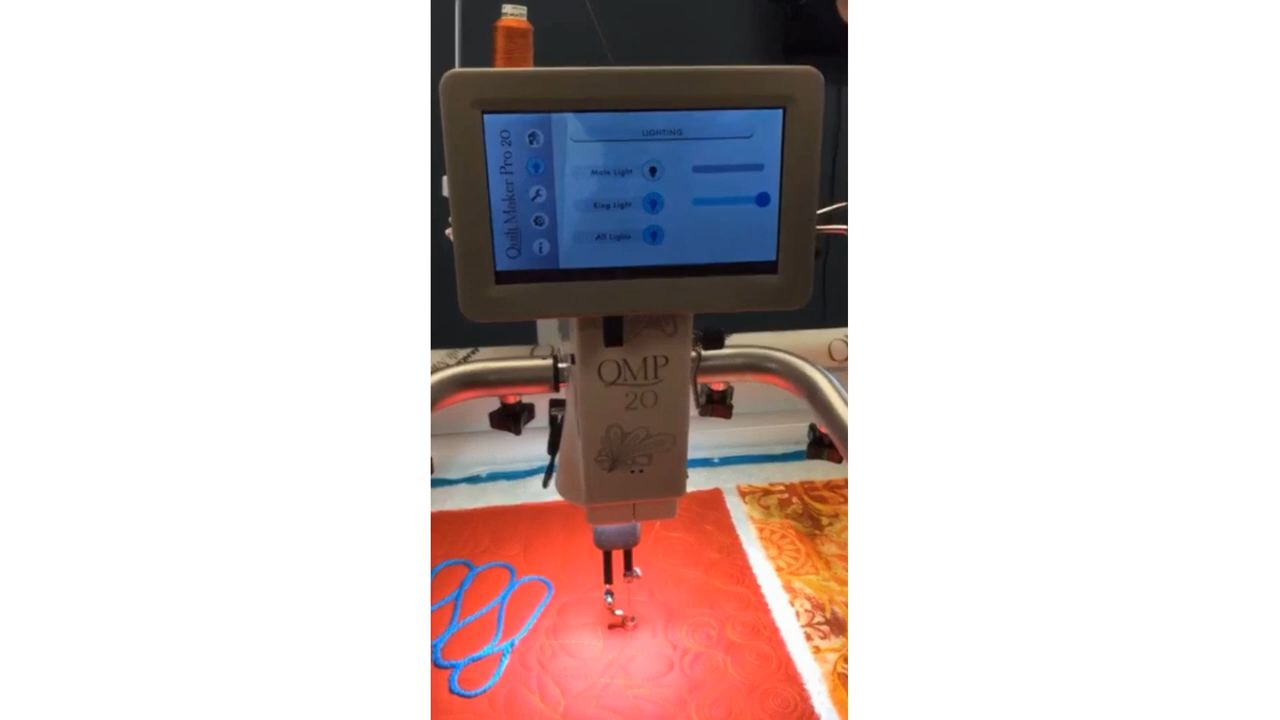 LIGHTING
Main Light
Ring Light
All Lights
Quilt Maker Pro 20
QMP
20